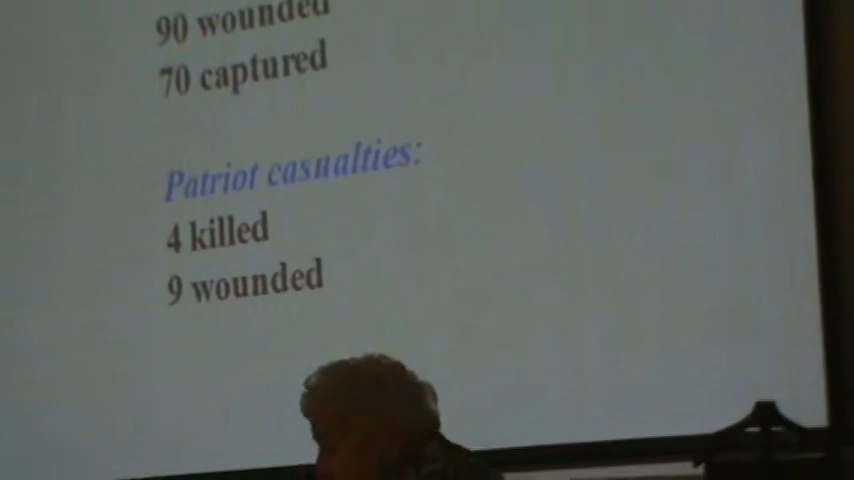 90 wounded
70 captured
Patriot casualties:
4 killed
9 wounded